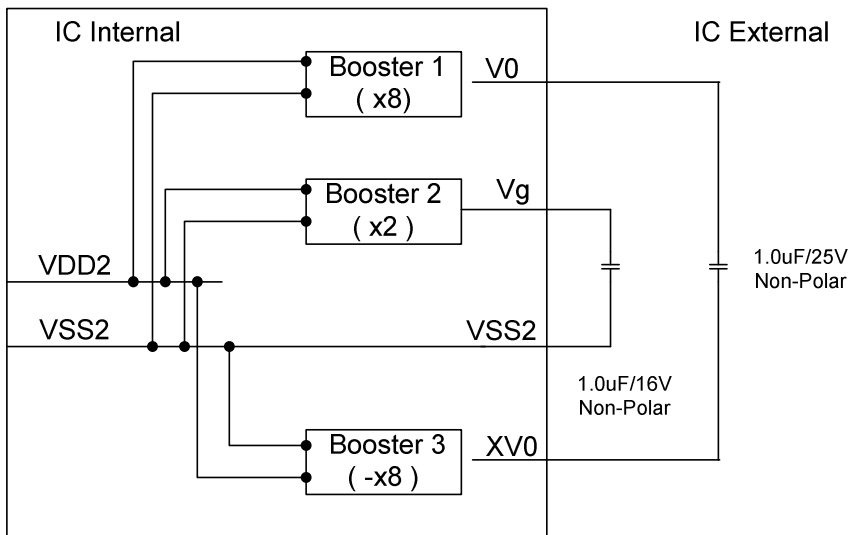 IC Internal
IC External
Booster 1
( x8)
V0
Booster 2
( x2 )
Vg
VDD2
1.0uF/25V
Non-Polar
VSS2
VSS2
1.0uF/16V
Non-Polar
Booster 3
( -x8 )
XV0